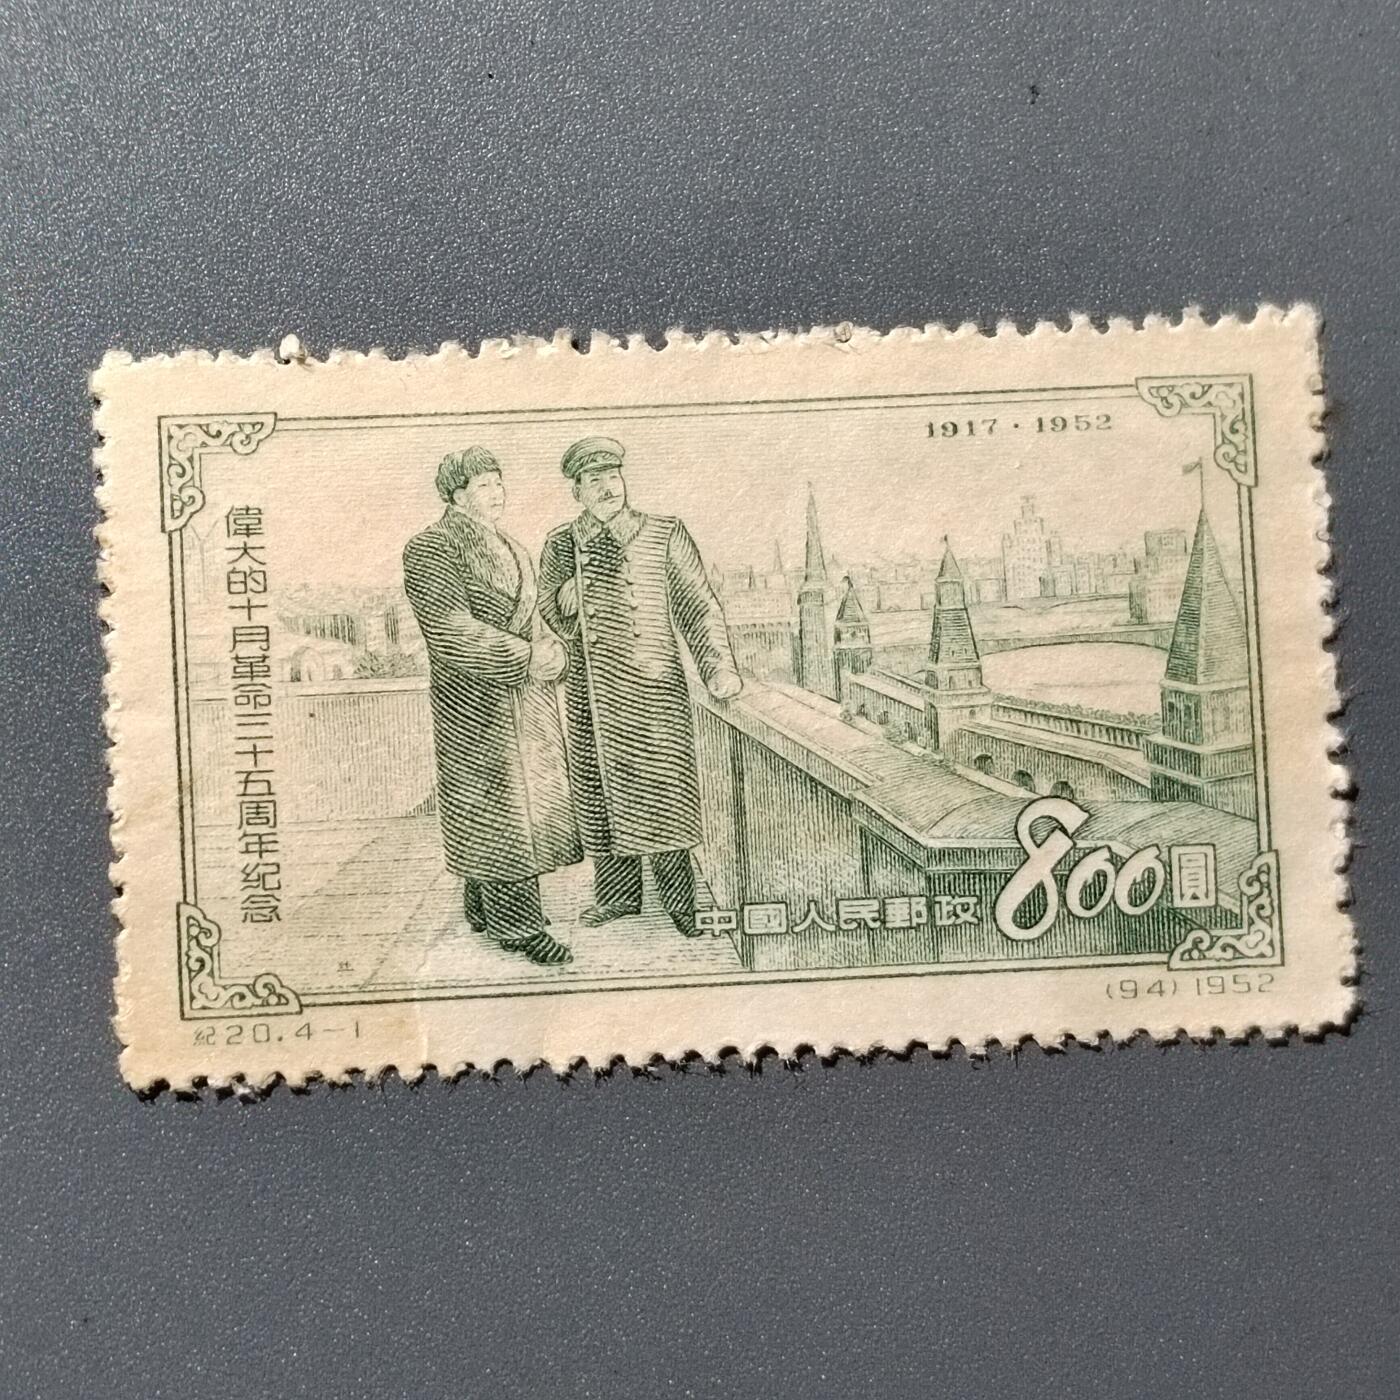 1917·1952
偉大的十月革命三十五周年紀念
中國人民郵政 800圓
紀20.4-1
(94)1952